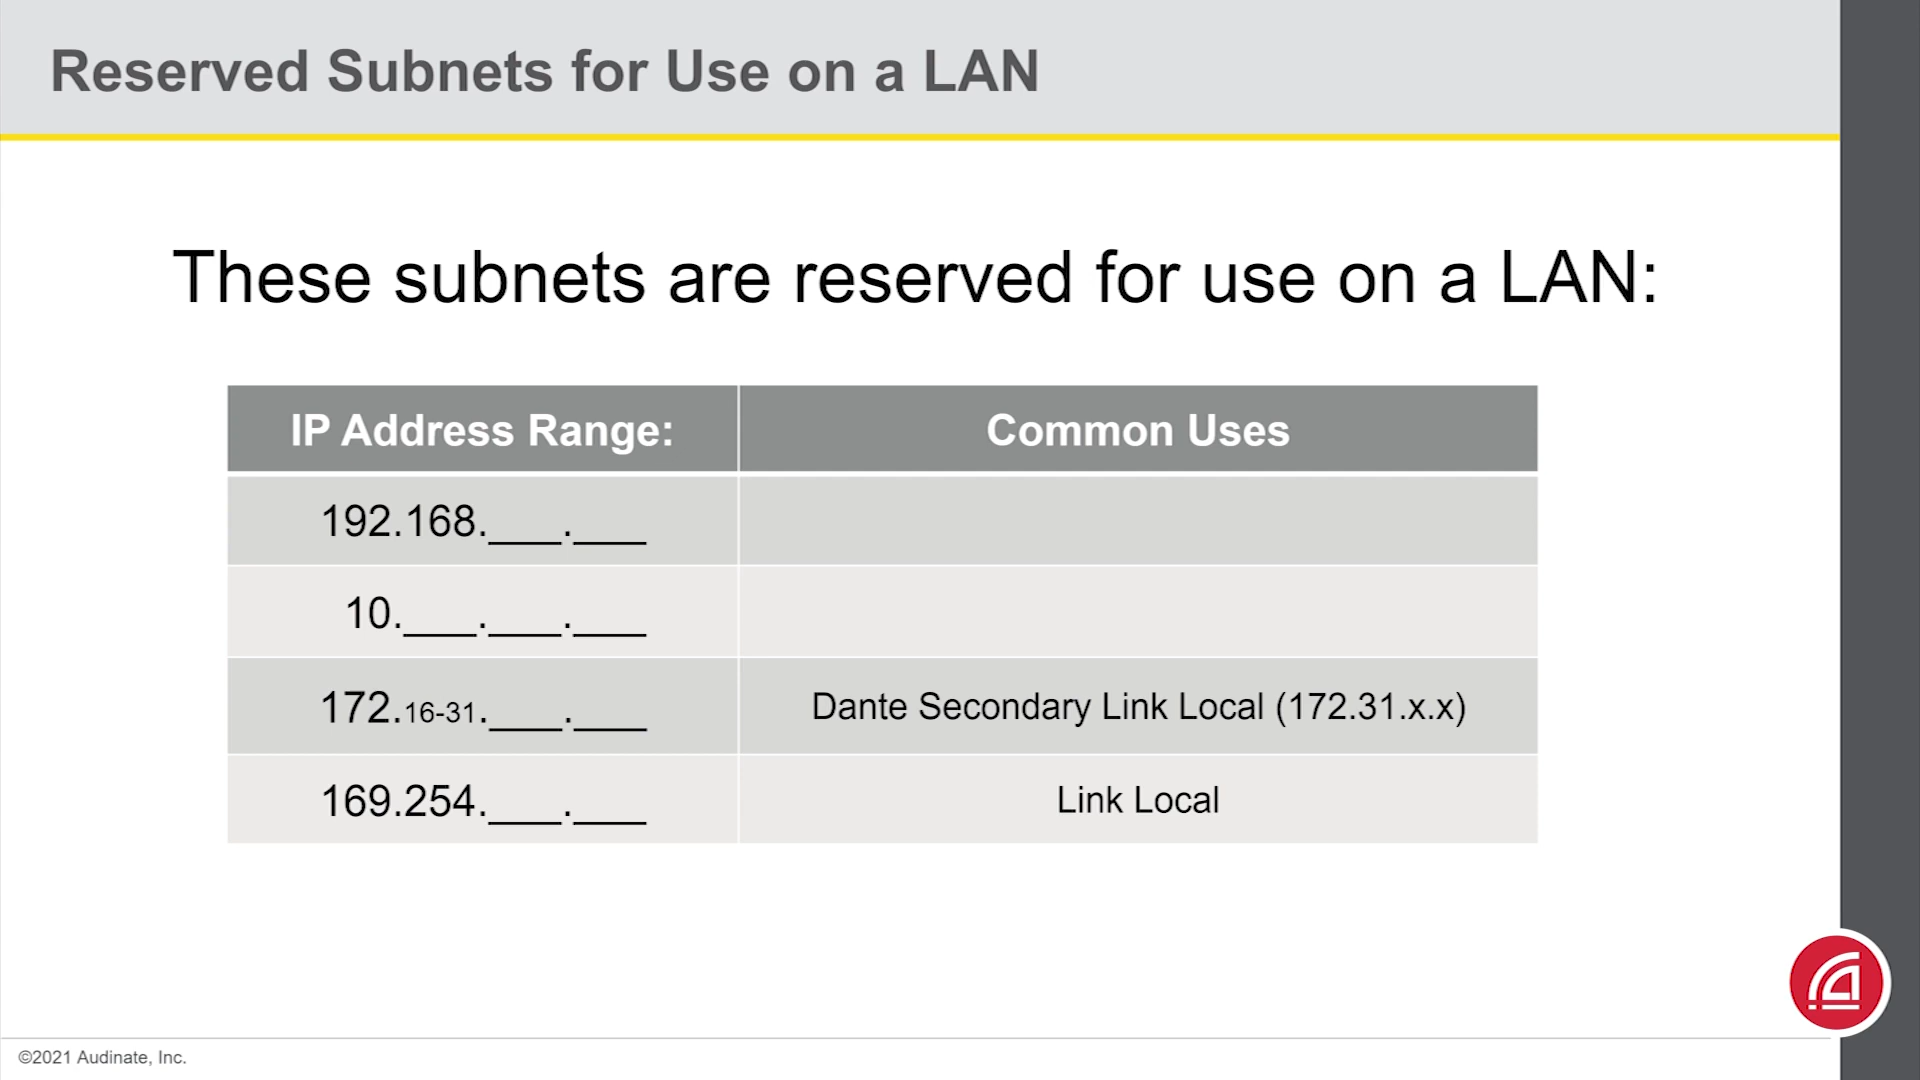 Reserved Subnets for Use on a LAN
These subnets are reserved for use on a LAN:
IP Address Range: Common Uses
192.168.___.___
10.___.___.___
172.16-31.___.___ Dante Secondary Link Local (172.31.x.x)
169.254.___.___ Link Local
©2021 Audinate, Inc.